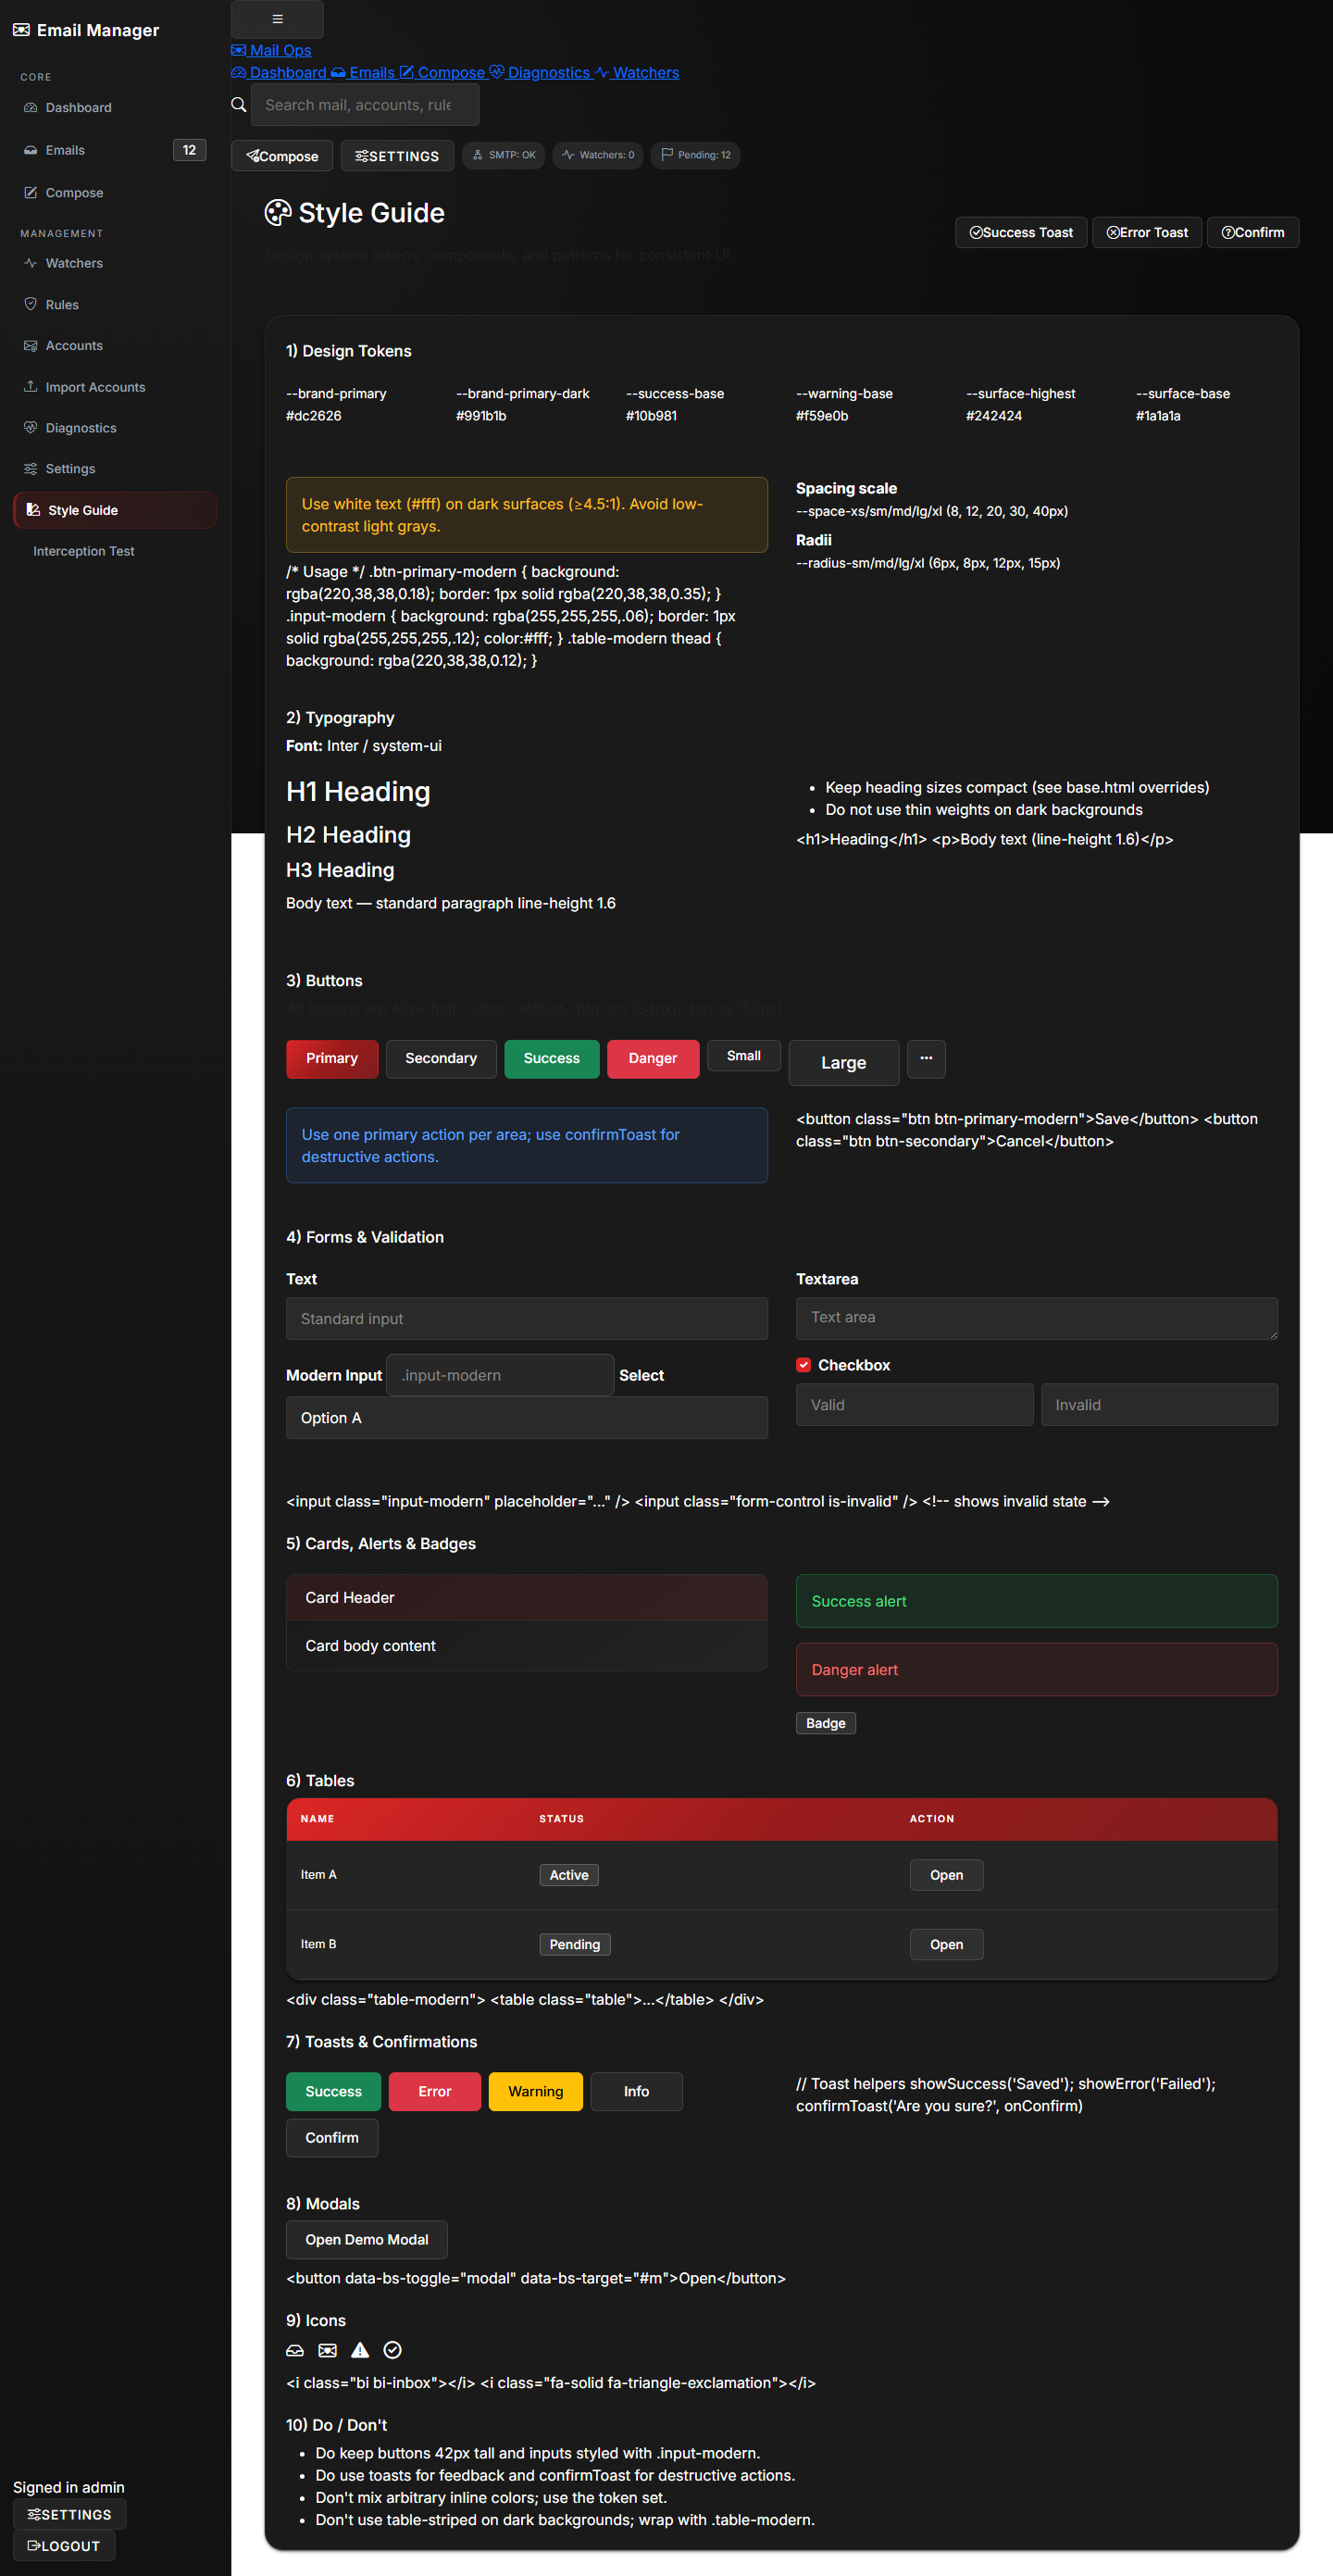 Email Manager
CORE
Dashboard
Emails 12
Compose
MANAGEMENT
Watchers
Rules
Accounts
Import Accounts
Diagnostics
Settings
Style Guide
Interception Test
Signed in admin
SETTINGS
LOGOUT
Mail Ops
Dashboard Emails Compose Diagnostics Watchers
Search mail, accounts, rule
Compose SETTINGS SMTP: OK Watchers: 0 Pending: 12
Style Guide
Design system tokens, components, and patterns for consistent UI.
Success Toast Error Toast Confirm
1) Design Tokens
--brand-primary --brand-primary-dark --success-base --warning-base --surface-highest --surface-base
#dc2626 #991b1b #10b981 #f59e0b #242424 #1a1a1a
Use white text (#fff) on dark surfaces (≥4.5:1). Avoid low-
contrast light grays.
/* Usage */ .btn-primary-modern { background:
rgba(220,38,38,0.18); border: 1px solid rgba(220,38,38,0.35); }
.input-modern { background: rgba(255,255,255,.06); border: 1px
solid rgba(255,255,255,.12); color:#fff; } .table-modern thead {
background: rgba(220,38,38,0.12); }
Spacing scale
--space-xs/sm/md/lg/xl (8, 12, 20, 30, 40px)
Radii
--radius-sm/md/lg/xl (6px, 8px, 12px, 15px)
2) Typography
Font: Inter / system-ui
H1 Heading
H2 Heading
H3 Heading
Body text — standard paragraph line-height 1.6
Keep heading sizes compact (see base.html overrides)
Do not use thin weights on dark backgrounds
<h1>Heading</h1> <p>Body text (line-height 1.6)</p>
3) Buttons
All buttons are 42px high. Sizes: default, .btn-sm (34px), .btn-lg (50px).
Primary Secondary Success Danger Small Large
Use one primary action per area; use confirmToast for
destructive actions.
<button class="btn btn-primary-modern">Save</button> <button
class="btn btn-secondary">Cancel</button>
4) Forms & Validation
Text
Standard input
Modern Input .input-modern Select
Option A
Textarea
Text area
Checkbox
Valid Invalid
<input class="input-modern" placeholder="..." /> <input class="form-control is-invalid" /> <!-- shows invalid state -->
5) Cards, Alerts & Badges
Card Header
Card body content
Success alert
Danger alert
Badge
6) Tables
NAME STATUS ACTION
Item A Active Open
Item B Pending Open
<div class="table-modern"> <table class="table">...</table> </div>
7) Toasts & Confirmations
Success Error Warning Info
Confirm
// Toast helpers showSuccess('Saved'); showError('Failed');
confirmToast('Are you sure?', onConfirm)
8) Modals
Open Demo Modal
<button data-bs-toggle="modal" data-bs-target="#m">Open</button>
9) Icons
<i class="bi bi-inbox"></i> <i class="fa-solid fa-triangle-exclamation"></i>
10) Do / Don't
Do keep buttons 42px tall and inputs styled with .input-modern.
Do use toasts for feedback and confirmToast for destructive actions.
Don't mix arbitrary inline colors; use the token set.
Don't use table-striped on dark backgrounds; wrap with .table-modern.